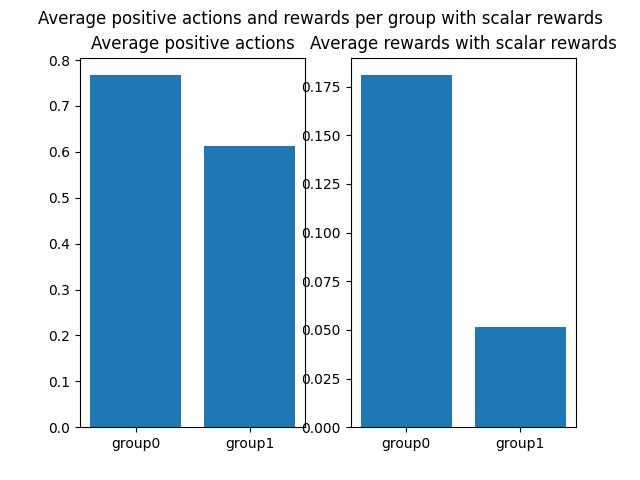 Average positive actions and rewards per group with scalar rewards
Average positive actions
0.8
0.7
0.6
0.5
0.4
0.3
0.2
0.1
0.0
group0
group1
Average rewards with scalar rewards
0.175
0.150
0.125
0.100
0.075
0.050
0.025
0.000
group0
group1